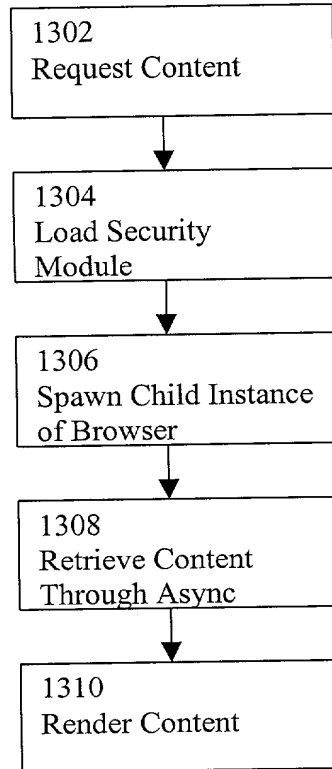 1302
Request Content
1304
Load Security
Module
1306
Spawn Child Instance
of Browser
1308
Retrieve Content
Through Async
1310
Render Content